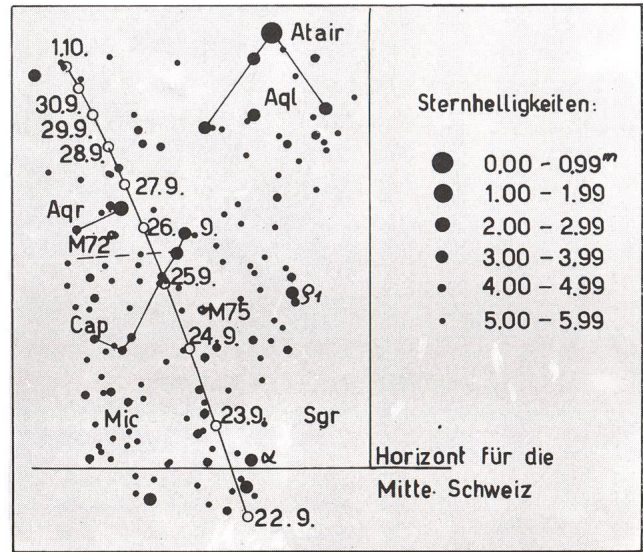 Atair
1.10.
Aql
30.9.
29.9.
28.9.
27.9.
Aqr
26. 9.
M72
25.9.
ρ1
M75
Cap
24.9.
Mic
23.9.
Sgr
α
22.9.
Sternhelligkeiten:
0.00 - 0.99m
1.00 - 1.99
2.00 - 2.99
3.00 - 3.99
4.00 - 4.99
5.00 - 5.99
Horizont für die
Mitte. Schweiz